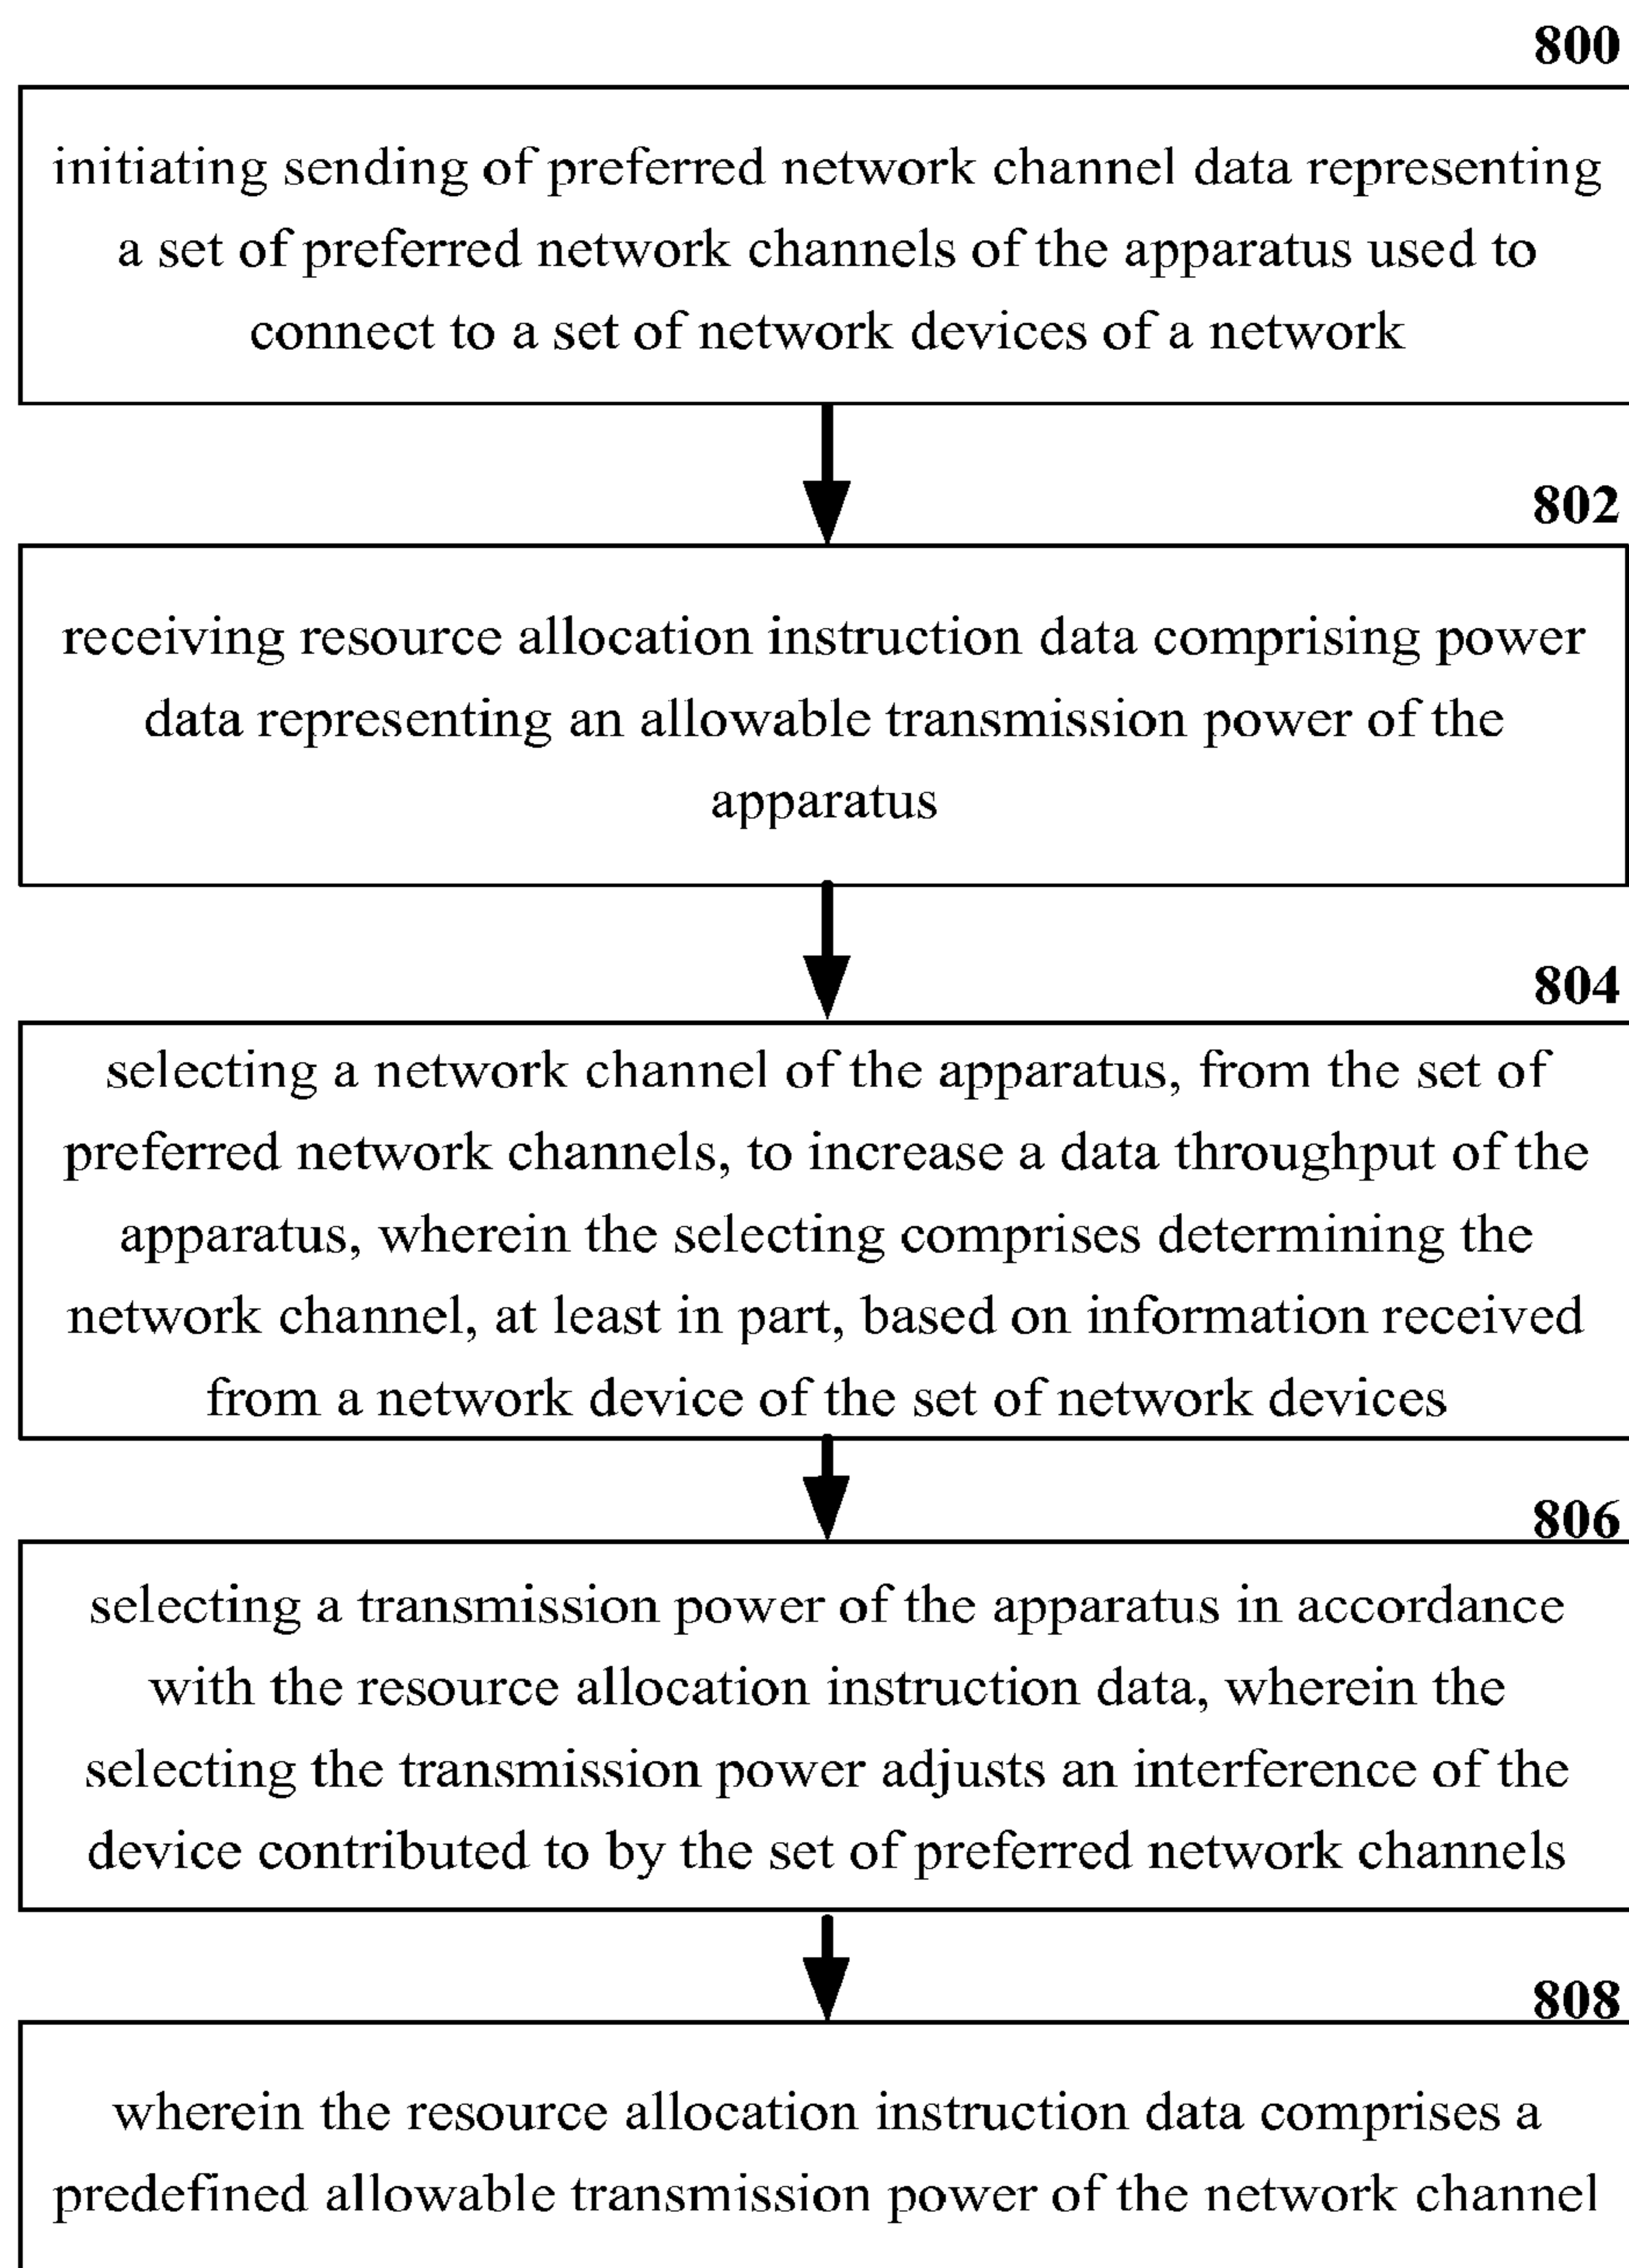 800
initiating sending of preferred network channel data representing
a set of preferred network channels of the apparatus used to
connect to a set of network devices of a network
802
receiving resource allocation instruction data comprising power
data representing an allowable transmission power of the
apparatus
804
selecting a network channel of the apparatus, from the set of
preferred network channels, to increase a data throughput of the
apparatus, wherein the selecting comprises determining the
network channel, at least in part, based on information received
from a network device of the set of network devices
806
selecting a transmission power of the apparatus in accordance
with the resource allocation instruction data, wherein the
selecting the transmission power adjusts an interference of the
device contributed to by the set of preferred network channels
808
wherein the resource allocation instruction data comprises a
predefined allowable transmission power of the network channel